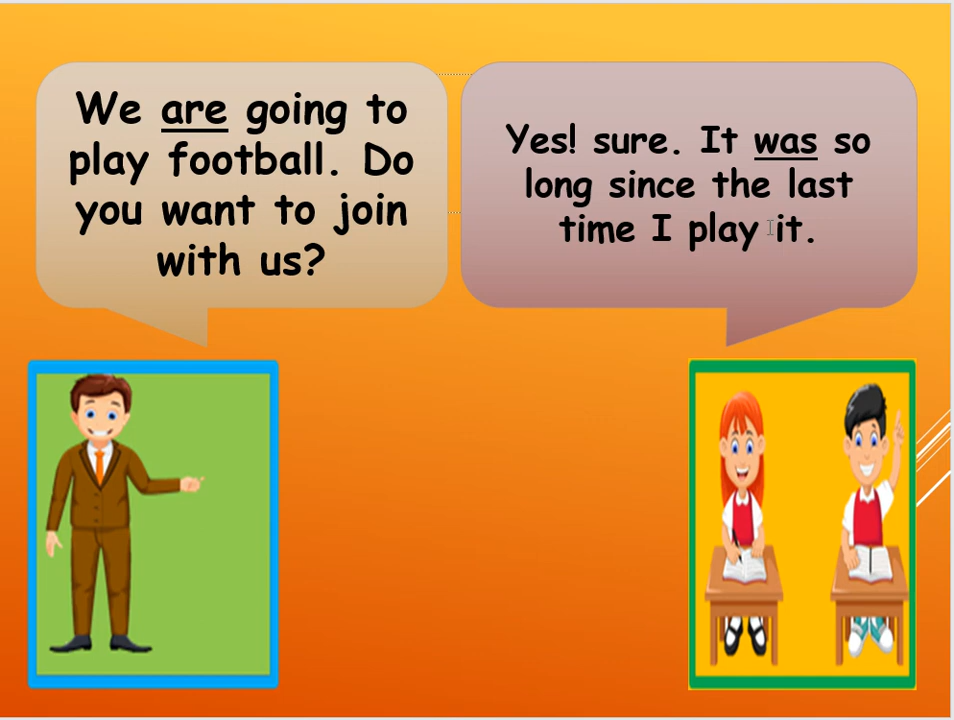 We are going to
play football. Do
you want to join
with us?
Yes! sure. It was so
long since the last
time I play it.